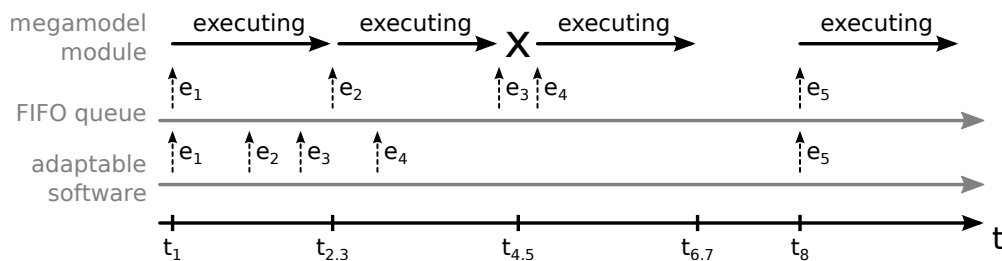 megamodel
module
executing executing X executing executing
e1 e2 e3 e4 e5
FIFO queue
e1 e2 e3 e4 e5
adaptable
software
t1 t2,3 t4,5 t6,7 t8 t